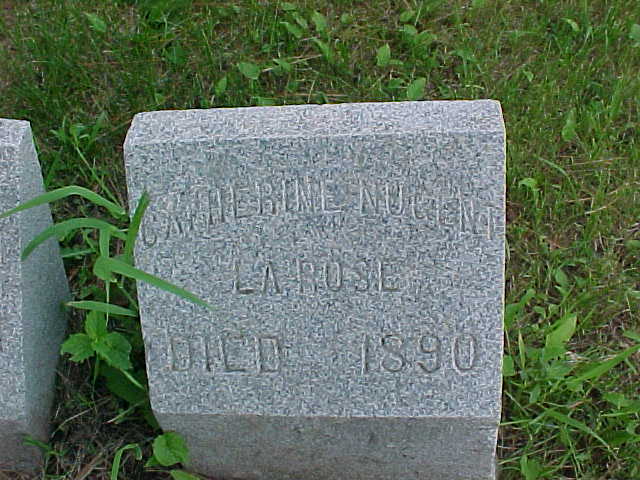 CATHERINE NUGENT
LA ROSE
DIED 1890